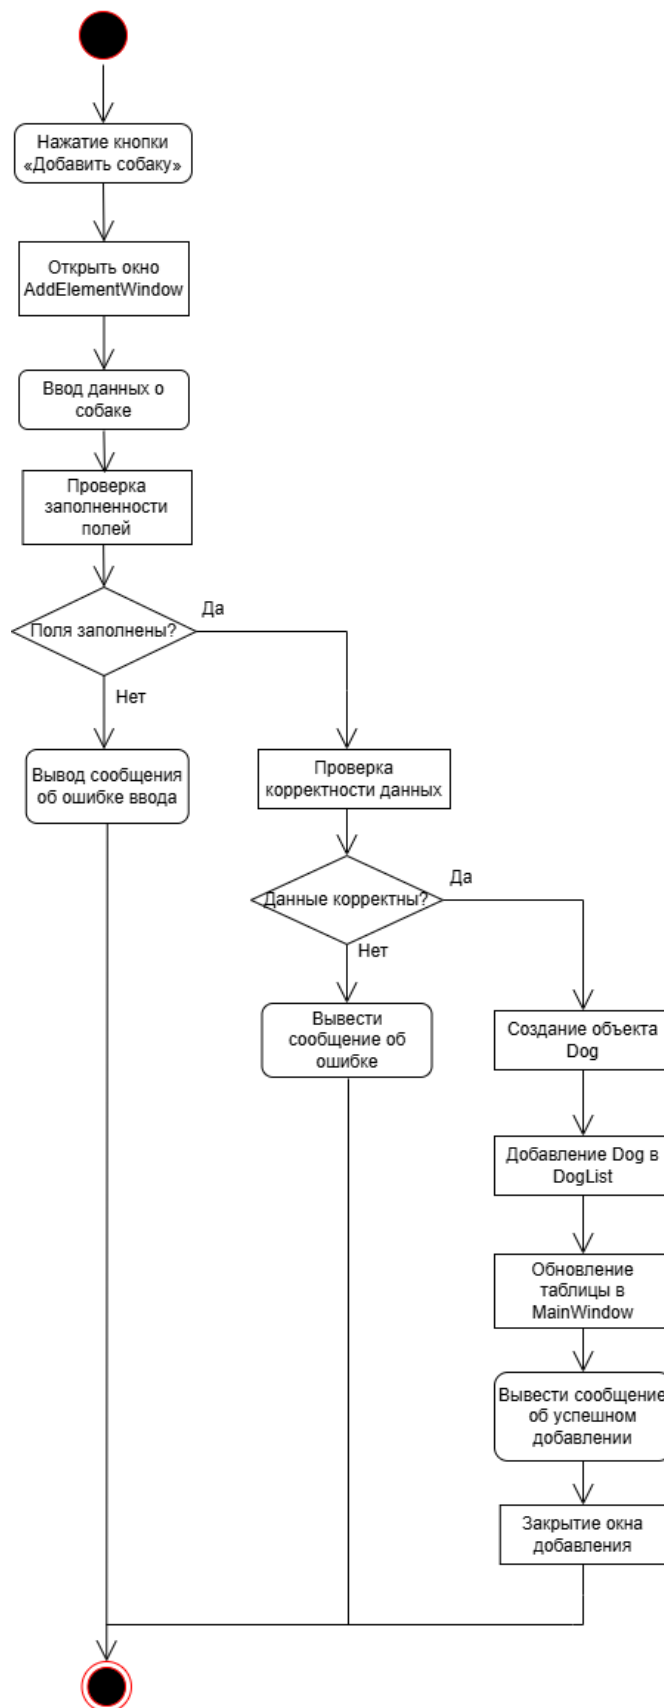 Нажатие кнопки
«Добавить собаку»
Открыть окно
AddElementWindow
Ввод данных о
собаке
Проверка
заполненности
полей
Поля заполнены?
Да
Нет
Вывод сообщения
об ошибке ввода
Проверка
корректности данных
Данные корректны?
Да
Нет
Вывести
сообщение об
ошибке
Создание объекта
Dog
Добавление Dog в
DogList
Обновление
таблицы в
MainWindow
Вывести сообщение
об успешном
добавлении
Закрытие окна
добавления